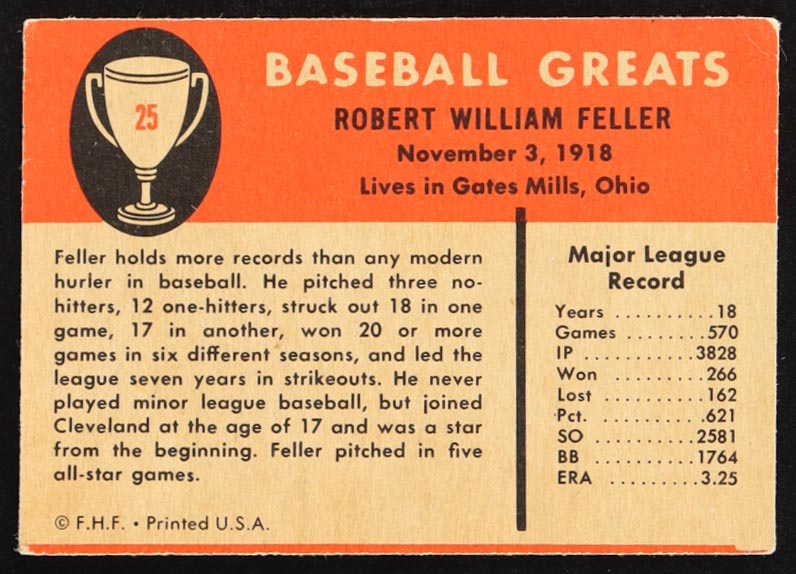 25
BASEBALL GREATS
ROBERT WILLIAM FELLER
November 3, 1918
Lives in Gates Mills, Ohio
Feller holds more records than any modern
hurler in baseball. He pitched three no-
hitters, 12 one-hitters, struck out 18 in one
game, 17 in another, won 20 or more
games in six different seasons, and led the
league seven years in strikeouts. He never
played minor league baseball, but joined
Cleveland at the age of 17 and was a star
from the beginning. Feller pitched in five
all-star games.
© F.H.F. • Printed U.S.A.
Major League
Record
Years . . . . . . . . . . 18
Games . . . . . . . . 570
IP . . . . . . . . . . . 3828
Won . . . . . . . . . 266
Lost . . . . . . . . . . 162
Pct. . . . . . . . . . . .621
SO . . . . . . . . . . 2581
BB . . . . . . . . . . 1764
ERA . . . . . . . . . 3.25